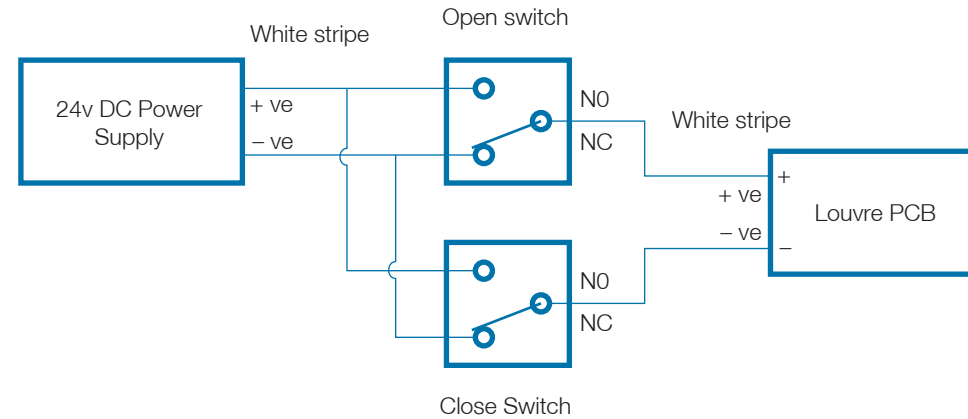 Open switch
White stripe
24v DC Power
Supply
+ ve
– ve
N0
NC
White stripe
+
+ ve
Louvre PCB
– ve
–
N0
NC
Close Switch